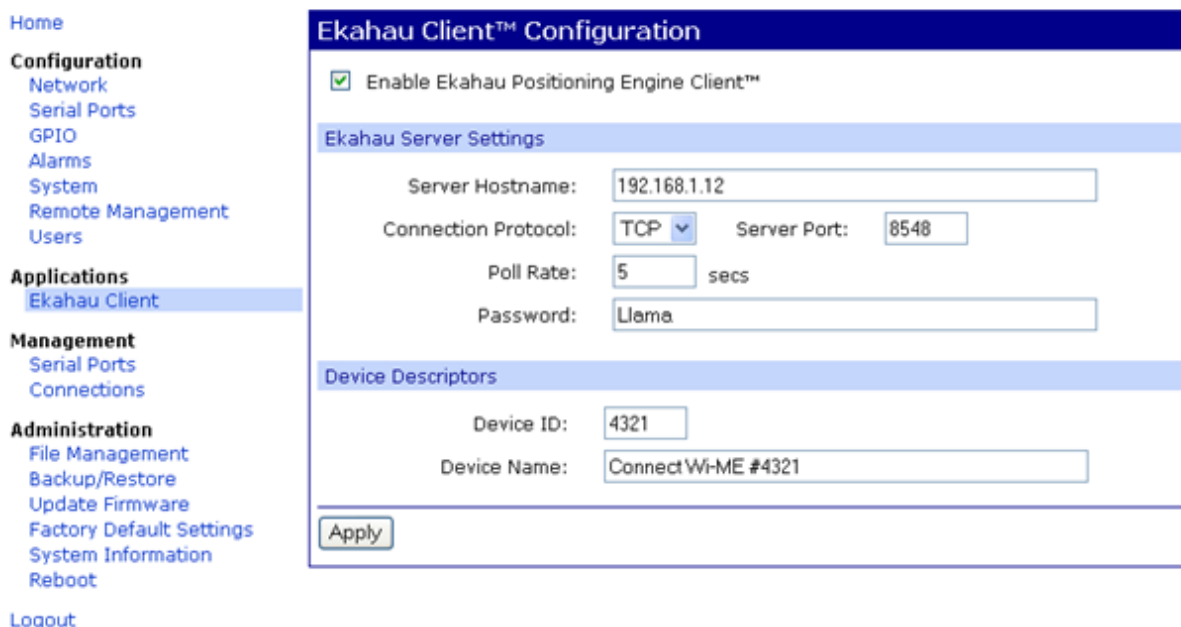 Home
Configuration
Network
Serial Ports
GPIO
Alarms
System
Remote Management
Users
Applications
Ekahau Client
Management
Serial Ports
Connections
Administration
File Management
Backup/Restore
Update Firmware
Factory Default Settings
System Information
Reboot
Logout
Ekahau Client™ Configuration
Enable Ekahau Positioning Engine Client™
Ekahau Server Settings
Server Hostname: 192.168.1.12
Connection Protocol: TCP Server Port: 8548
Poll Rate: 5 secs
Password: Llama
Device Descriptors
Device ID: 4321
Device Name: Connect Wi-ME #4321
Apply